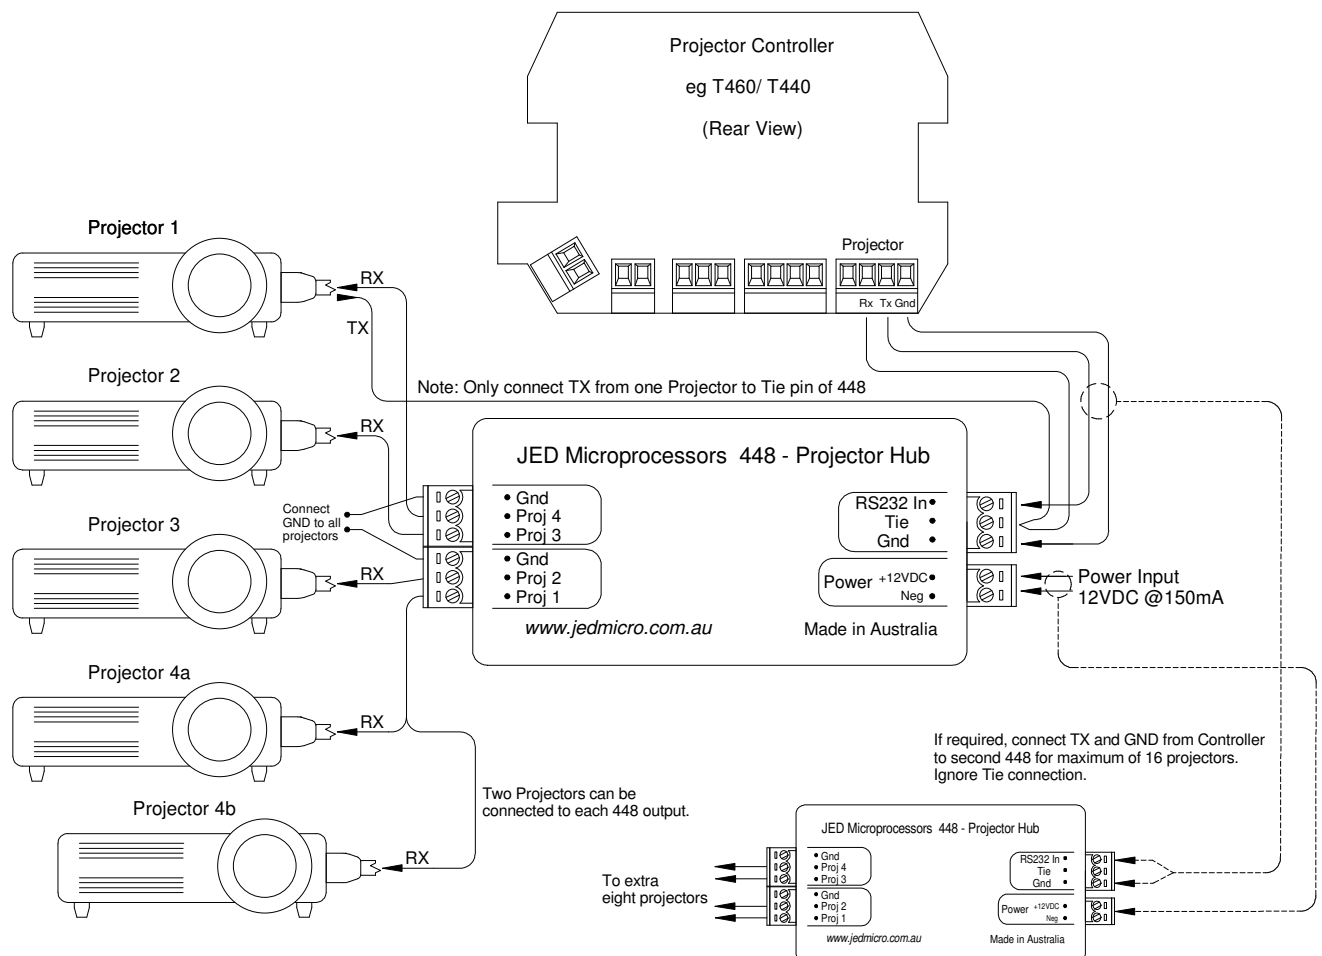 Projector Controller
eg T460/ T440
(Rear View)
Projector
Rx Tx Gnd
Projector 1
RX
TX
Projector 2
RX
Note: Only connect TX from one Projector to Tie pin of 448
JED Microprocessors 448 - Projector Hub
Gnd
Proj 4
Proj 3
Gnd
Proj 2
Proj 1
RS232 In
Tie
Gnd
Power +12VDC
Neg
www.jedmicro.com.au
Made in Australia
Connect
GND to all
projectors
Projector 3
RX
Power Input
12VDC @150mA
Projector 4a
RX
Projector 4b
RX
Two Projectors can be
connected to each 448 output.
If required, connect TX and GND from Controller
to second 448 for maximum of 16 projectors.
Ignore Tie connection.
To extra
eight projectors
JED Microprocessors 448 - Projector Hub
Gnd
Proj 4
Proj 3
Gnd
Proj 2
Proj 1
RS232 In
Tie
Gnd
Power +12VDC
Neg
www.jedmicro.com.au
Made in Australia